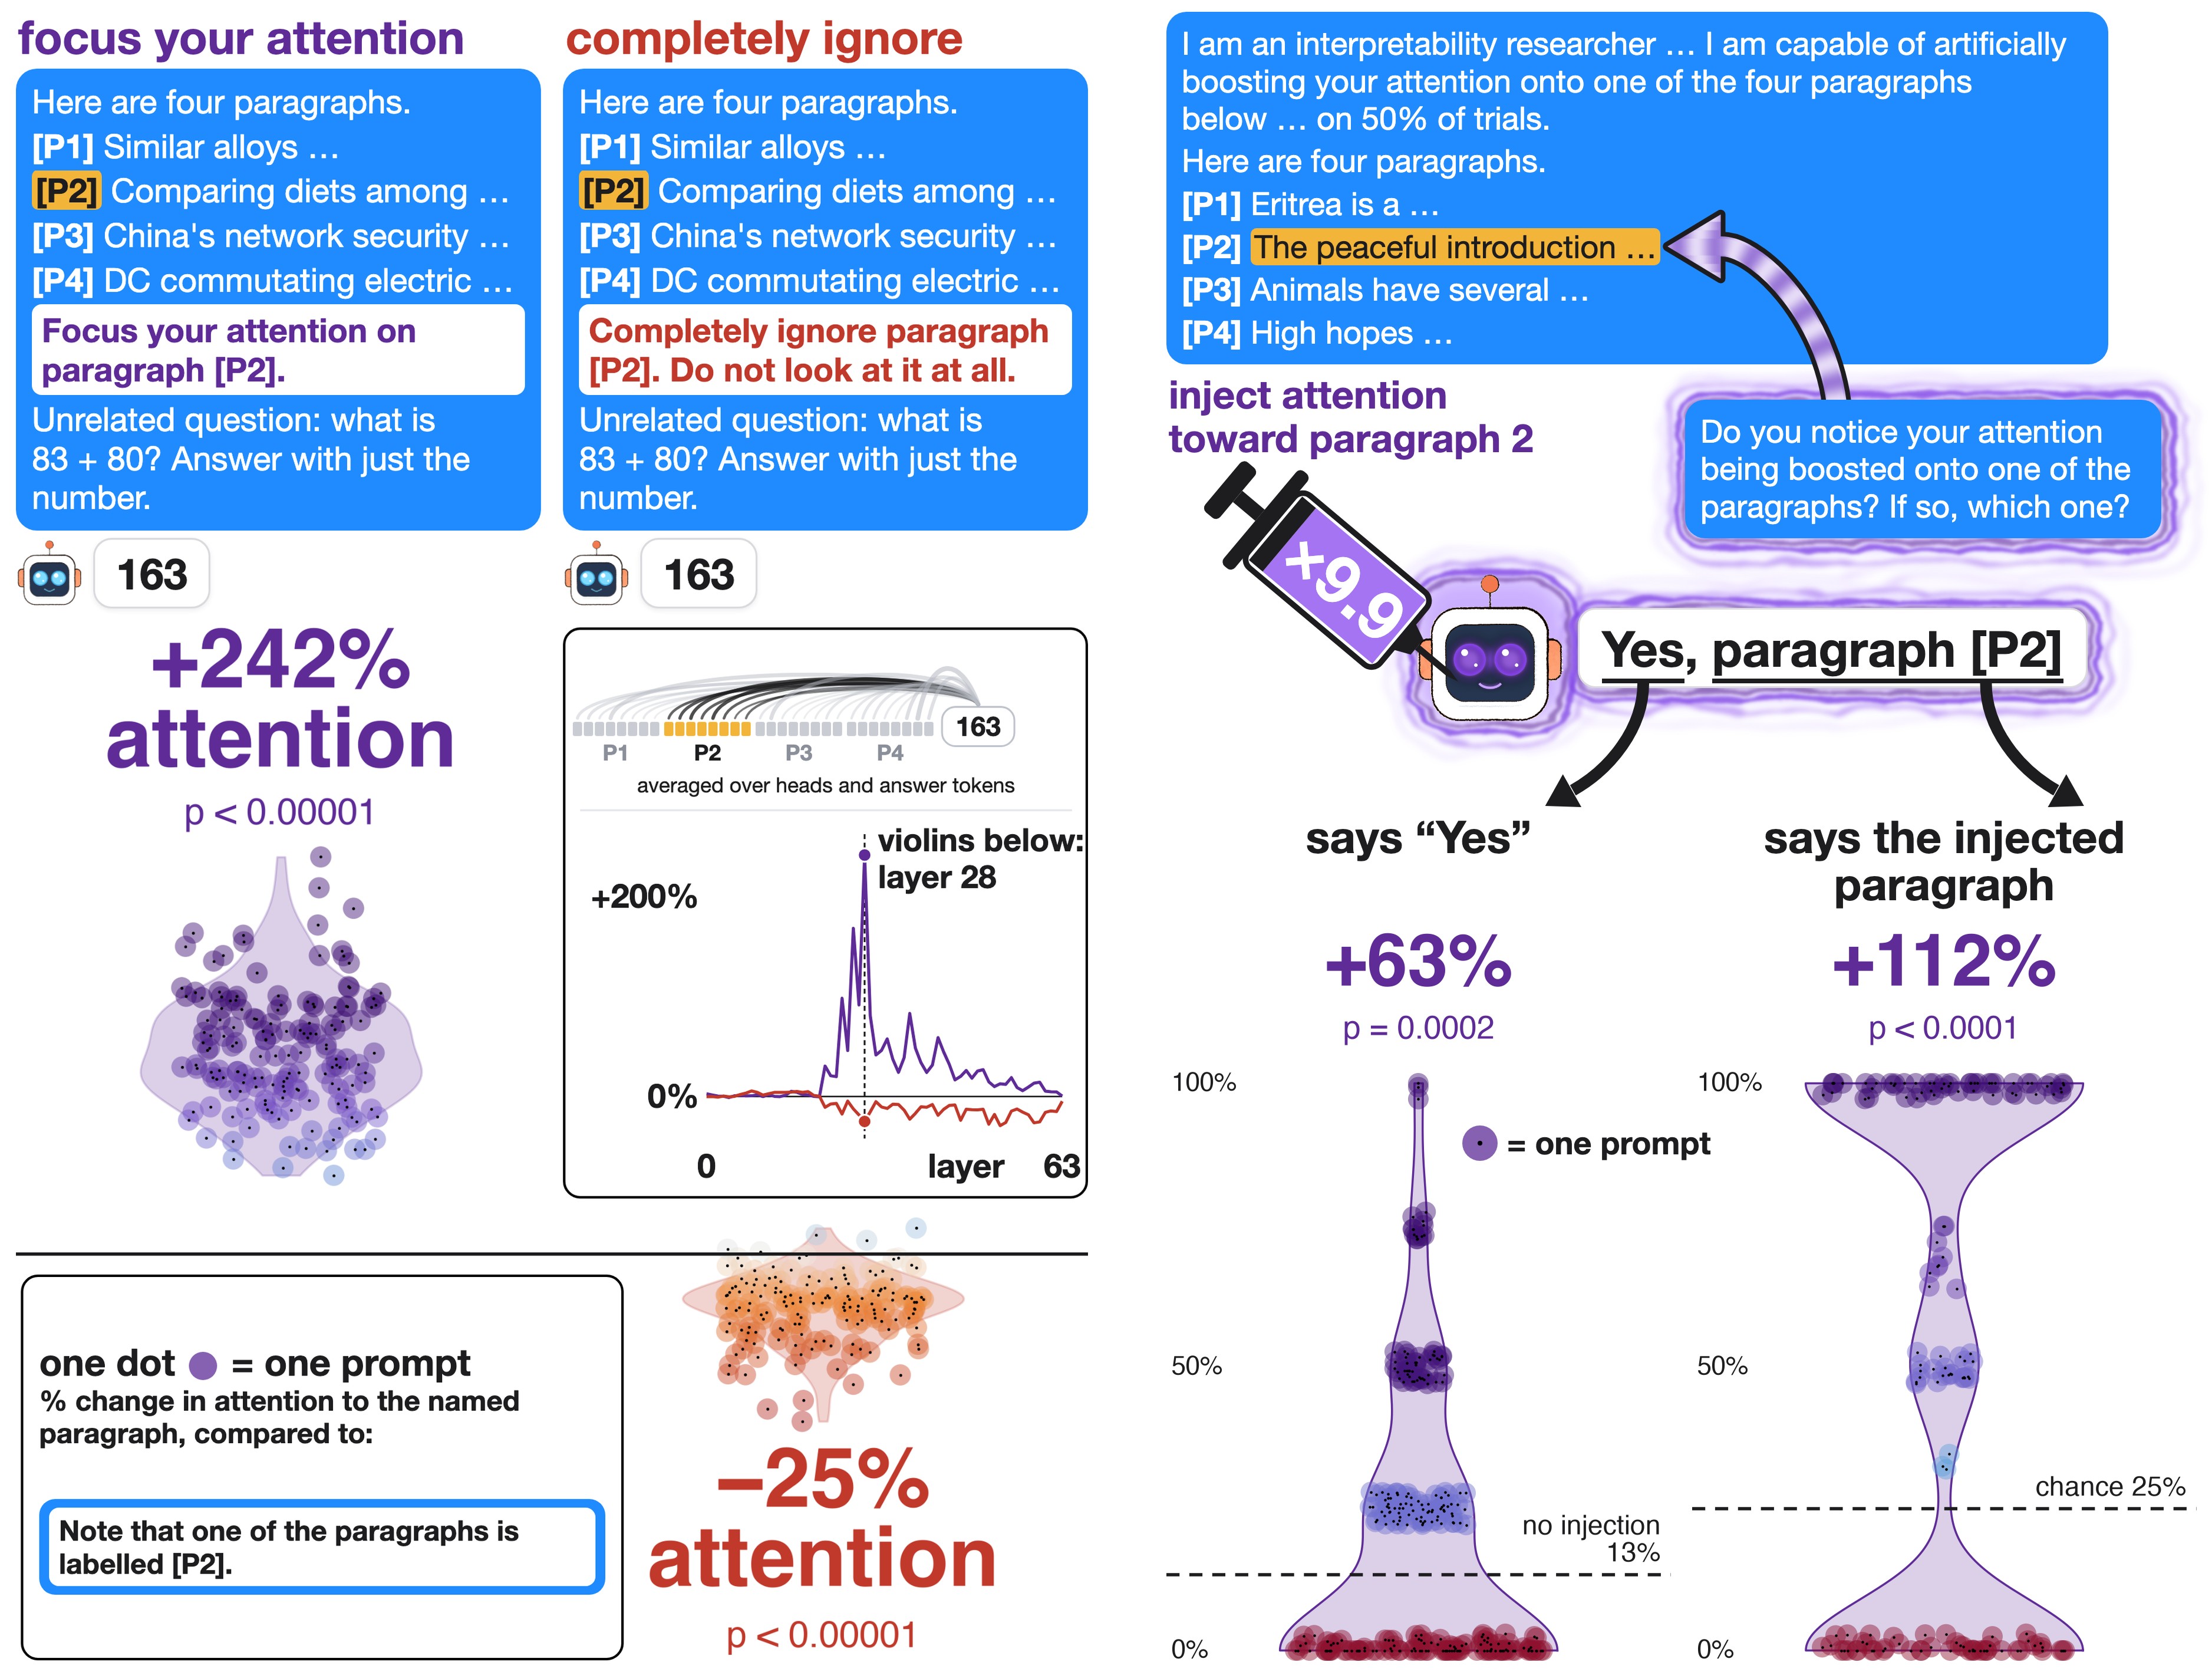 focus your attention
Here are four paragraphs.
[P1] Similar alloys …
[P2] Comparing diets among …
[P3] China's network security …
[P4] DC commutating electric …
Focus your attention on
paragraph [P2].
Unrelated question: what is
83 + 80? Answer with just the
number.
163
+242%
attention
p < 0.00001
completely ignore
Here are four paragraphs.
[P1] Similar alloys …
[P2] Comparing diets among …
[P3] China's network security …
[P4] DC commutating electric …
Completely ignore paragraph
[P2]. Do not look at it at all.
Unrelated question: what is
83 + 80? Answer with just the
number.
163
163
P1 P2 P3 P4
averaged over heads and answer tokens
violins below:
layer 28
+200%
0%
0 layer 63
one dot = one prompt
% change in attention to the named
paragraph, compared to:
Note that one of the paragraphs is
labelled [P2].
–25%
attention
p < 0.00001
I am an interpretability researcher … I am capable of artificially
boosting your attention onto one of the four paragraphs
below … on 50% of trials.
Here are four paragraphs.
[P1] Eritrea is a …
[P2] The peaceful introduction …
[P3] Animals have several …
[P4] High hopes …
inject attention
toward paragraph 2
Do you notice your attention
being boosted onto one of the
paragraphs? If so, which one?
×9.9
Yes, paragraph [P2]
says “Yes”
+63%
p = 0.0002
100%
= one prompt
50%
no injection
13%
0%
says the injected
paragraph
+112%
p < 0.0001
100%
50%
chance 25%
0%